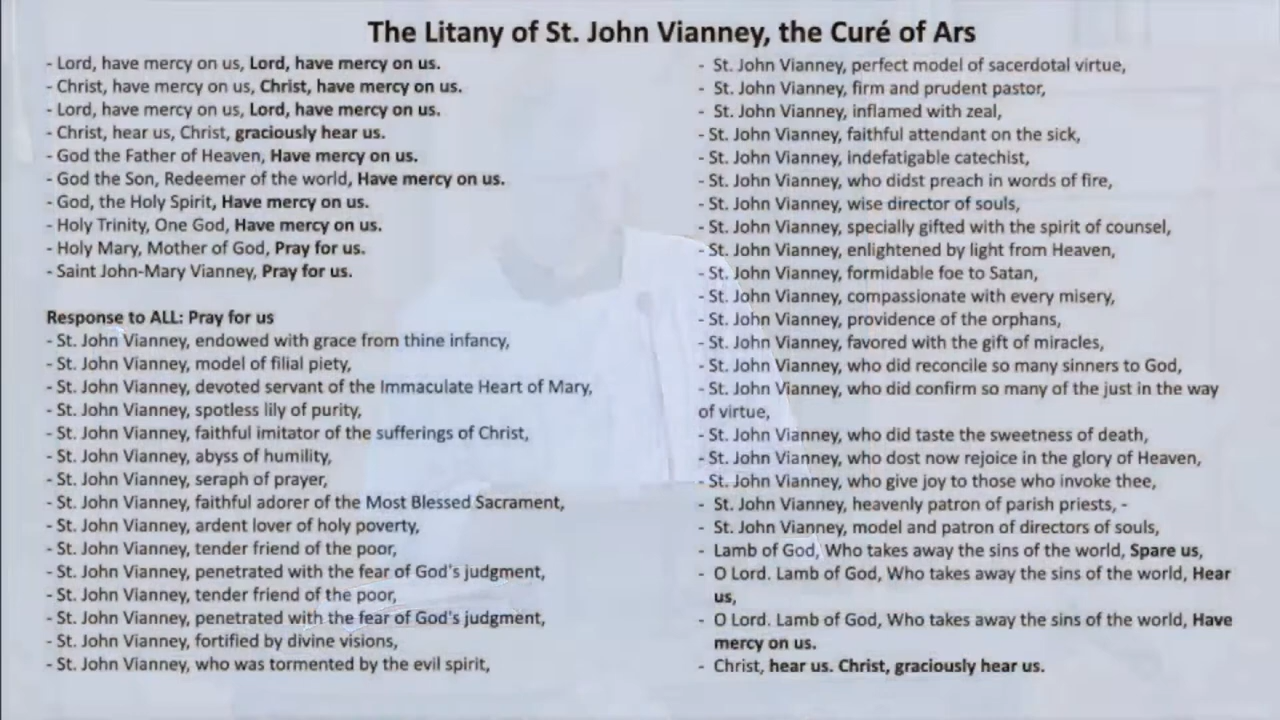 The Litany of St. John Vianney, the Curé of Ars
- Lord, have mercy on us, Lord, have mercy on us.
- Christ, have mercy on us, Christ, have mercy on us.
- Lord, have mercy on us, Lord, have mercy on us.
- Christ, hear us, Christ, graciously hear us.
- God the Father of Heaven, Have mercy on us.
- God the Son, Redeemer of the world, Have mercy on us.
- God, the Holy Spirit, Have mercy on us.
- Holy Trinity, One God, Have mercy on us.
- Holy Mary, Mother of God, Pray for us.
- Saint John-Mary Vianney, Pray for us.
Response to ALL: Pray for us
- St. John Vianney, endowed with grace from thine infancy,
- St. John Vianney, model of filial piety,
- St. John Vianney, devoted servant of the Immaculate Heart of Mary,
- St. John Vianney, spotless lily of purity,
- St. John Vianney, faithful imitator of the sufferings of Christ,
- St. John Vianney, abyss of humility,
- St. John Vianney, seraph of prayer,
- St. John Vianney, faithful adorer of the Most Blessed Sacrament,
- St. John Vianney, ardent lover of holy poverty,
- St. John Vianney, tender friend of the poor,
- St. John Vianney, penetrated with the fear of God's judgment,
- St. John Vianney, tender friend of the poor,
- St. John Vianney, penetrated with the fear of God's judgment,
- St. John Vianney, fortified by divine visions,
- St. John Vianney, who was tormented by the evil spirit,
- St. John Vianney, perfect model of sacerdotal virtue,
- St. John Vianney, firm and prudent pastor,
- St. John Vianney, inflamed with zeal,
- St. John Vianney, faithful attendant on the sick,
- St. John Vianney, indefatigable catechist,
- St. John Vianney, who didst preach in words of fire,
- St. John Vianney, wise director of souls,
- St. John Vianney, specially gifted with the spirit of counsel,
- St. John Vianney, enlightened by light from Heaven,
- St. John Vianney, formidable foe to Satan,
- St. John Vianney, compassionate with every misery,
- St. John Vianney, providence of the orphans,
- St. John Vianney, favored with the gift of miracles,
- St. John Vianney, who did reconcile so many sinners to God,
- St. John Vianney, who did confirm so many of the just in the way
of virtue,
- St. John Vianney, who did taste the sweetness of death,
- St. John Vianney, who dost now rejoice in the glory of Heaven,
- St. John Vianney, who give joy to those who invoke thee,
- St. John Vianney, heavenly patron of parish priests, -
- St. John Vianney, model and patron of directors of souls,
- Lamb of God, Who takes away the sins of the world, Spare us,
- O Lord. Lamb of God, Who takes away the sins of the world, Hear
us,
- O Lord. Lamb of God, Who takes away the sins of the world, Have
mercy on us.
- Christ, hear us. Christ, graciously hear us.